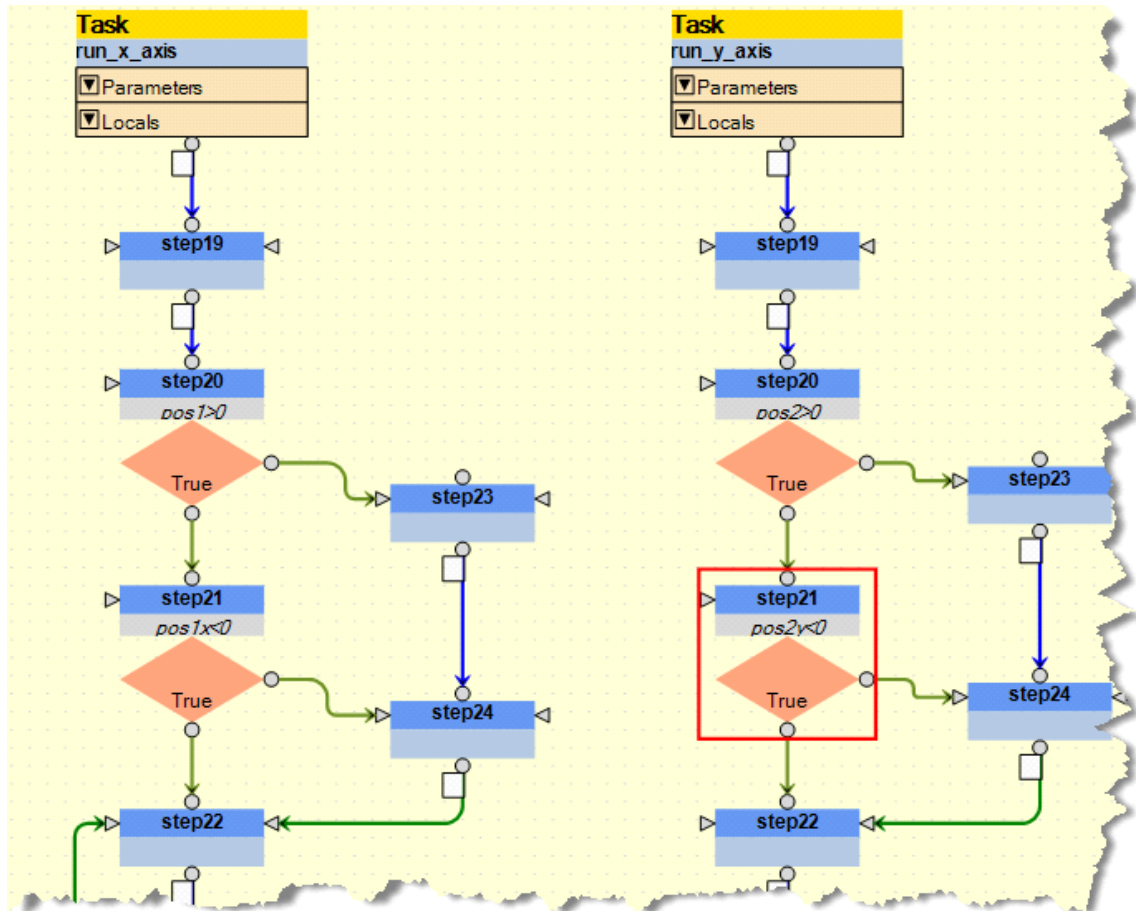 Task
run_x_axis
Parameters
Locals
step19
step20
pos1>0
True
step23
step21
pos1x<0
True
step24
step22
Task
run_y_axis
Parameters
Locals
step19
step20
pos2>0
True
step23
step21
pos2y<0
True
step24
step22